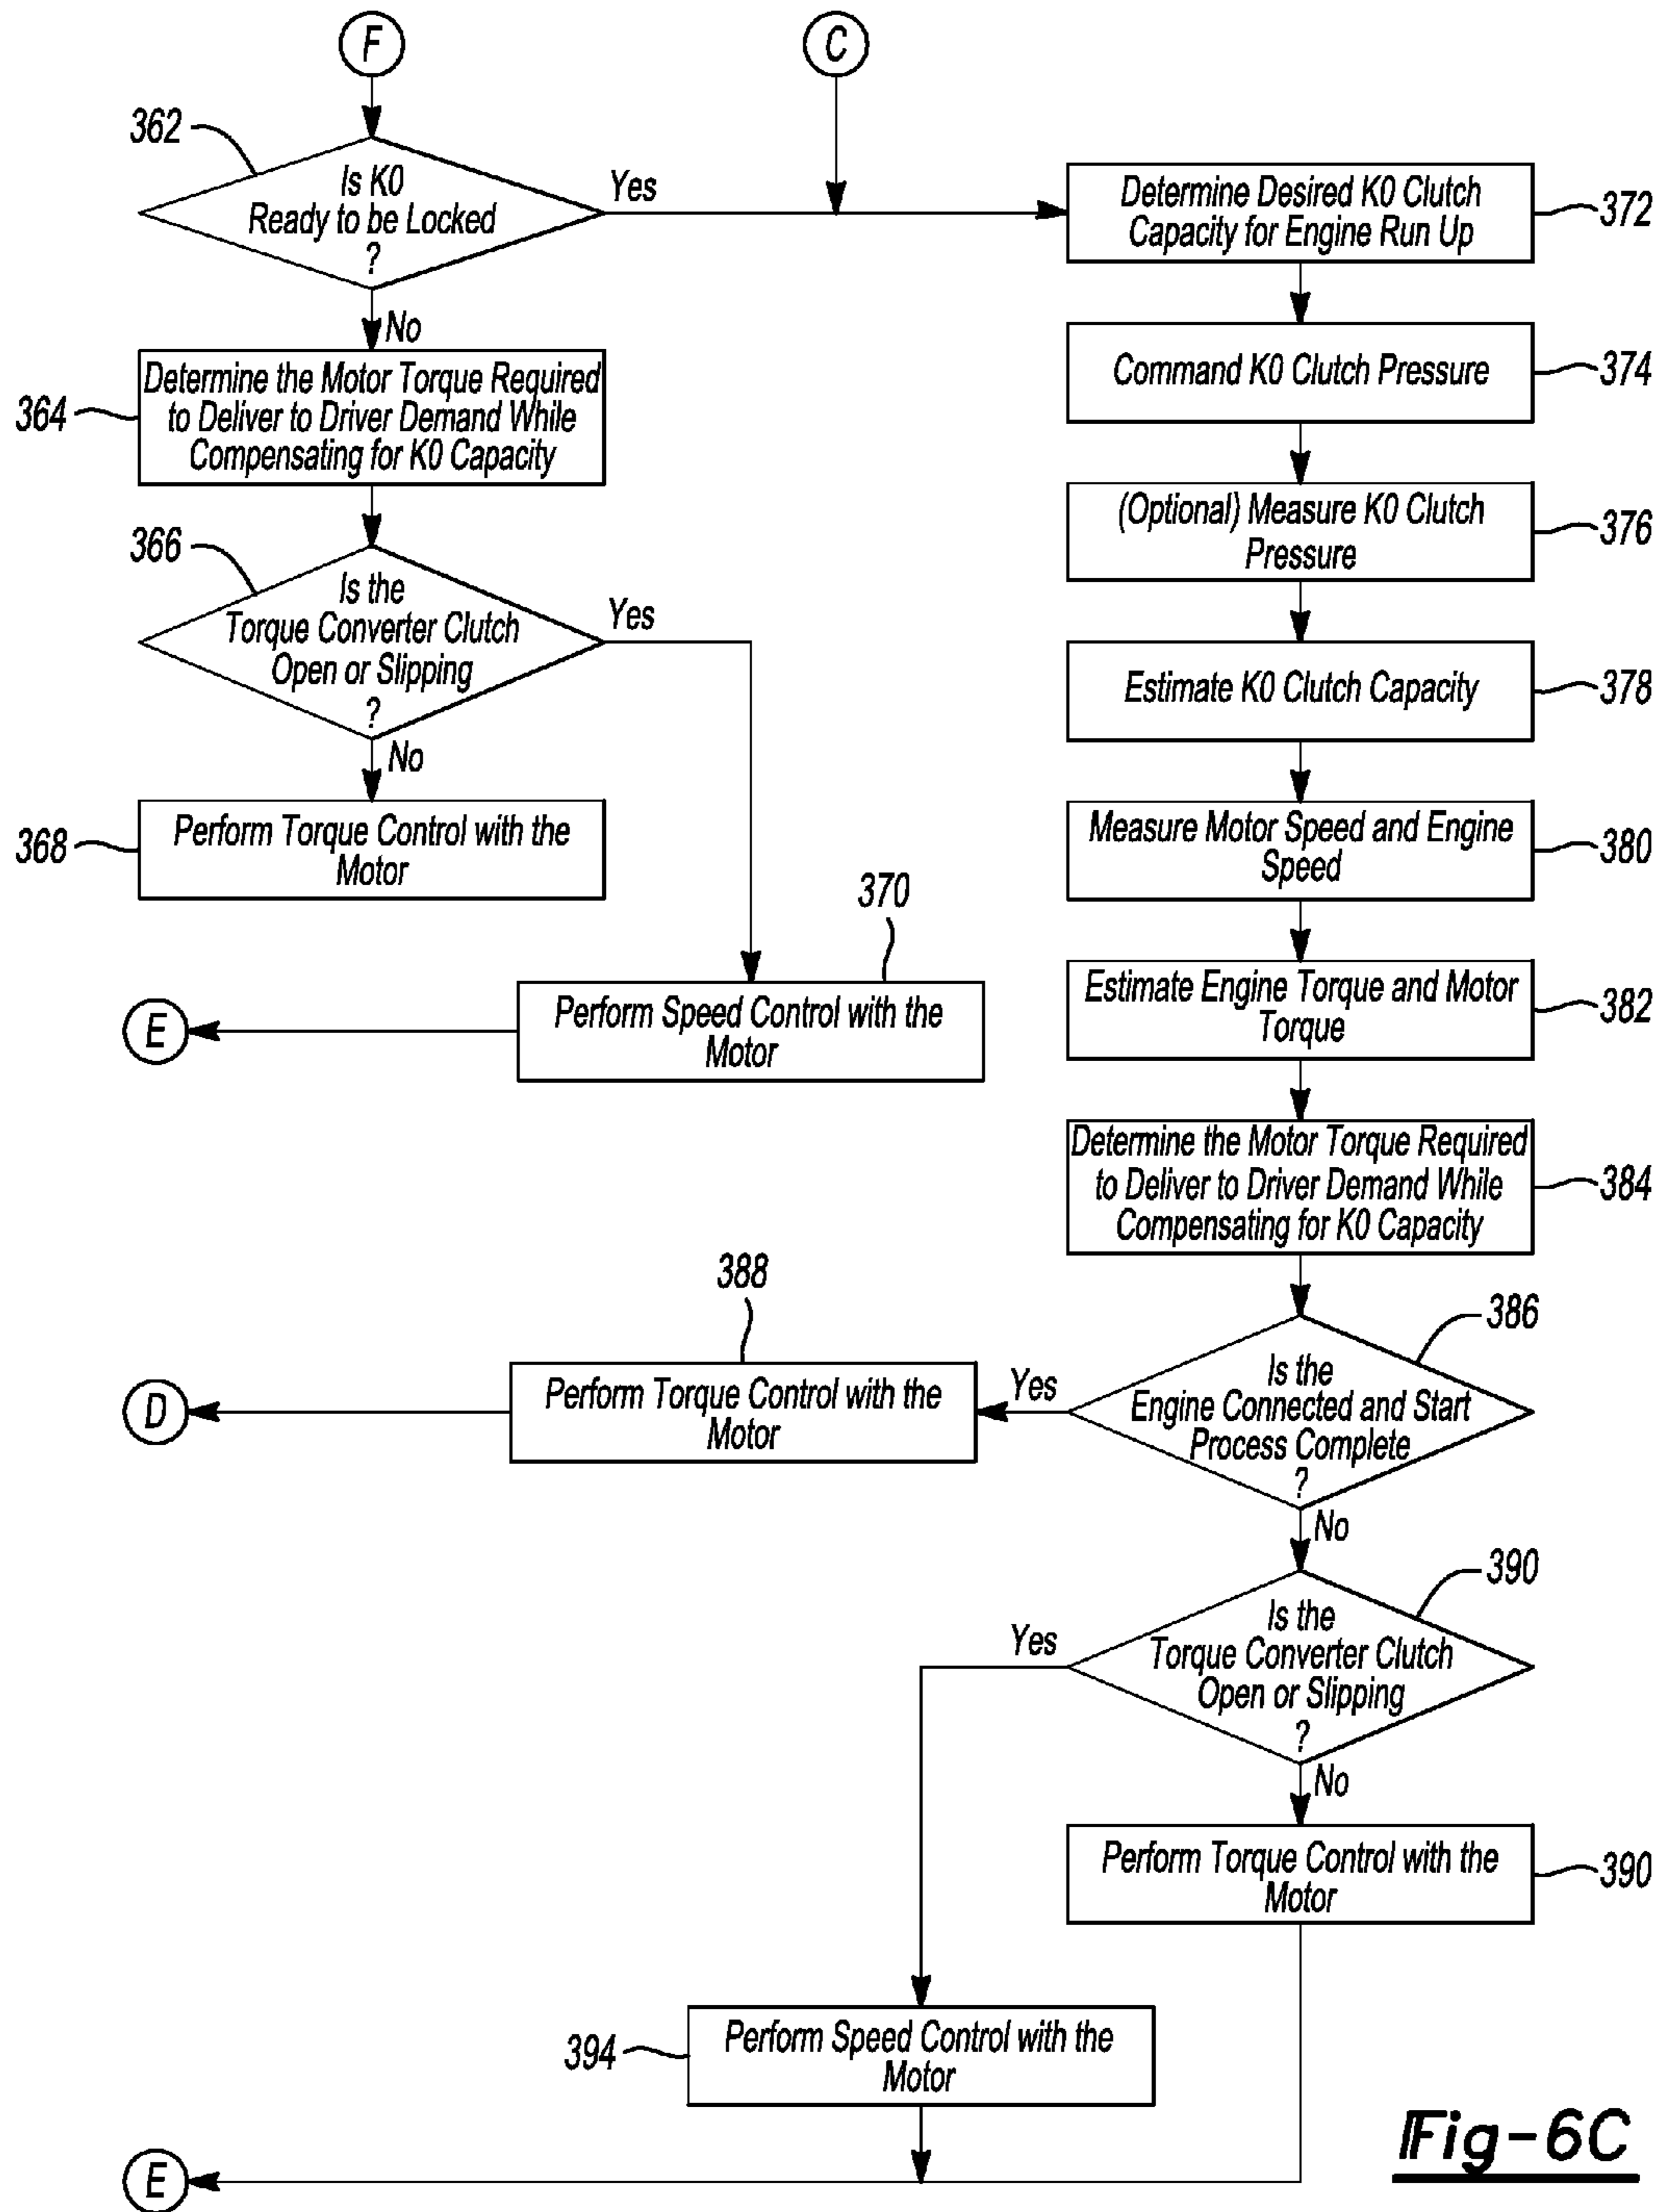 F
C
362
Is K0
Ready to be Locked
?
Yes
No
364
Determine the Motor Torque Required
to Deliver to Driver Demand While
Compensating for K0 Capacity
366
Is the
Torque Converter Clutch
Open or Slipping
?
Yes
No
368
Perform Torque Control with the
Motor
370
Perform Speed Control with the
Motor
E
Determine Desired K0 Clutch
Capacity for Engine Run Up
372
Command K0 Clutch Pressure
374
(Optional) Measure K0 Clutch
Pressure
376
Estimate K0 Clutch Capacity
378
Measure Motor Speed and Engine
Speed
380
Estimate Engine Torque and Motor
Torque
382
Determine the Motor Torque Required
to Deliver to Driver Demand While
Compensating for K0 Capacity
384
386
Is the
Engine Connected and Start
Process Complete
?
Yes
No
388
Perform Torque Control with the
Motor
D
390
Is the
Torque Converter Clutch
Open or Slipping
?
Yes
No
Perform Torque Control with the
Motor
390
394
Perform Speed Control with the
Motor
E
Fig-6C